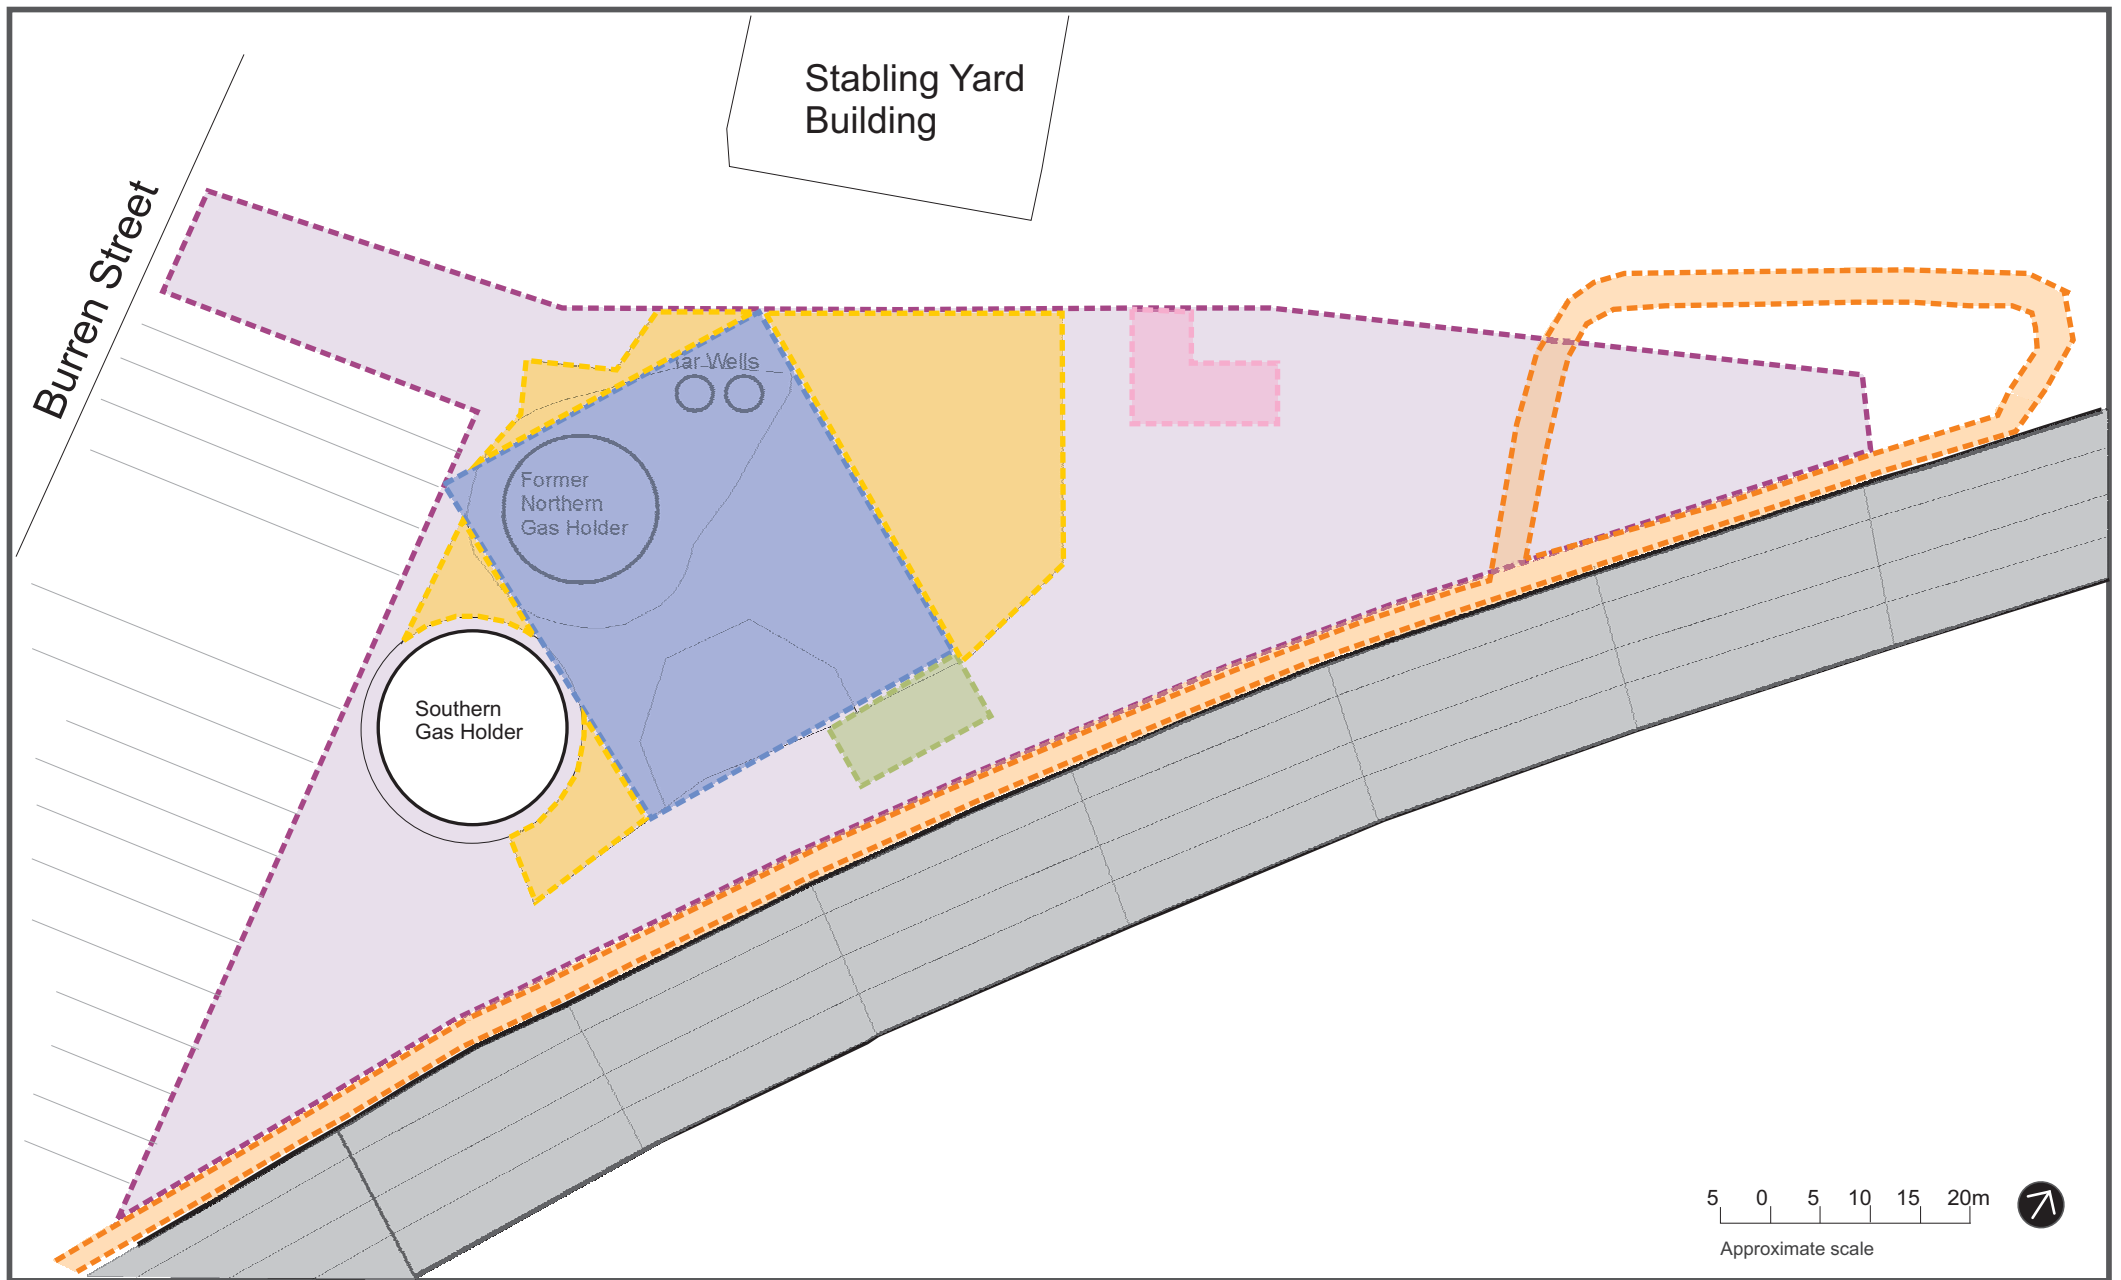 Stabling Yard
Building
Burren Street
Wells
Former
Northern
Gas Holder
Southern
Gas Holder
5 0 5 10 15 20m
Approximate scale